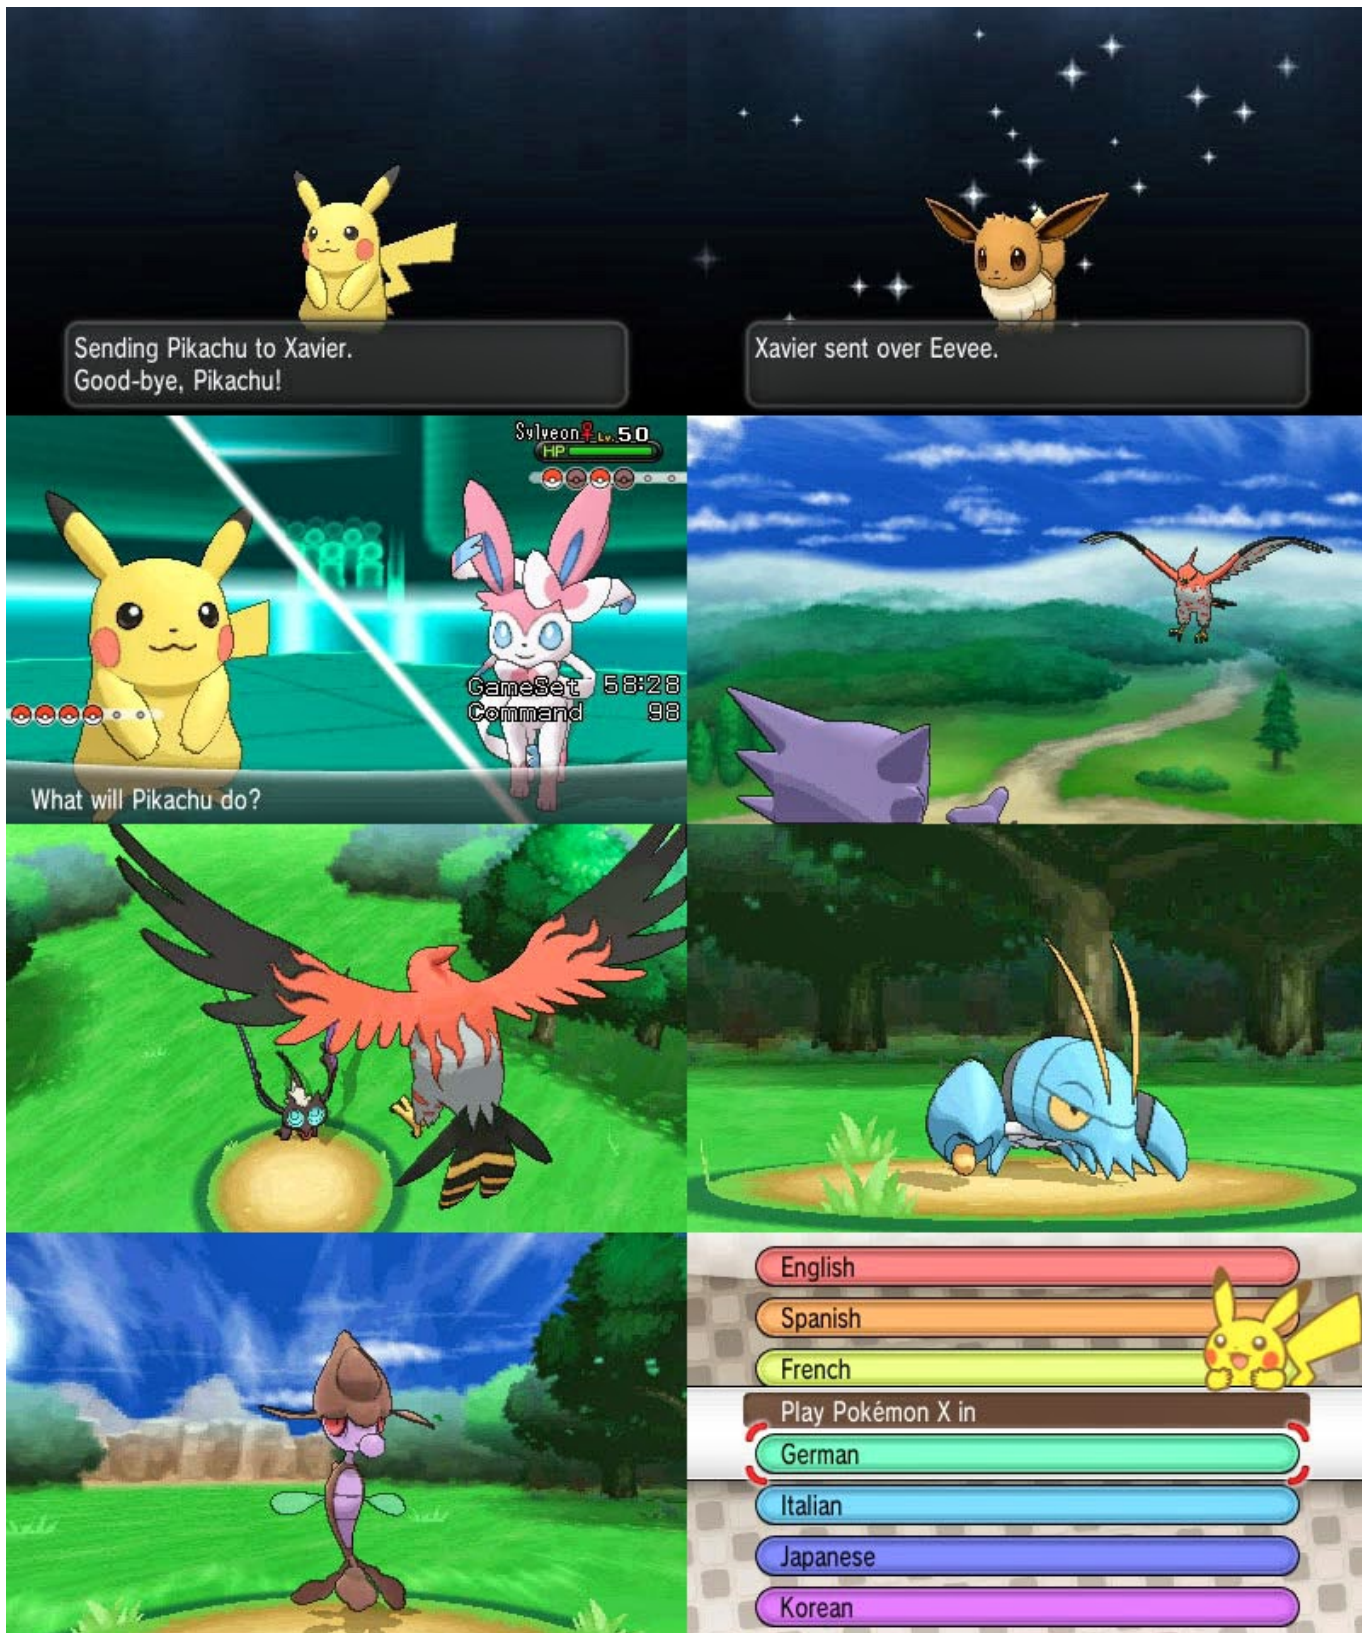 Sending Pikachu to Xavier.
Good-bye, Pikachu!
Xavier sent over Eevee.
Sylveon♀ Lv.50
HP
GameSet 58:28
Command 98
What will Pikachu do?
English
Spanish
French
Play Pokémon X in
German
Italian
Japanese
Korean